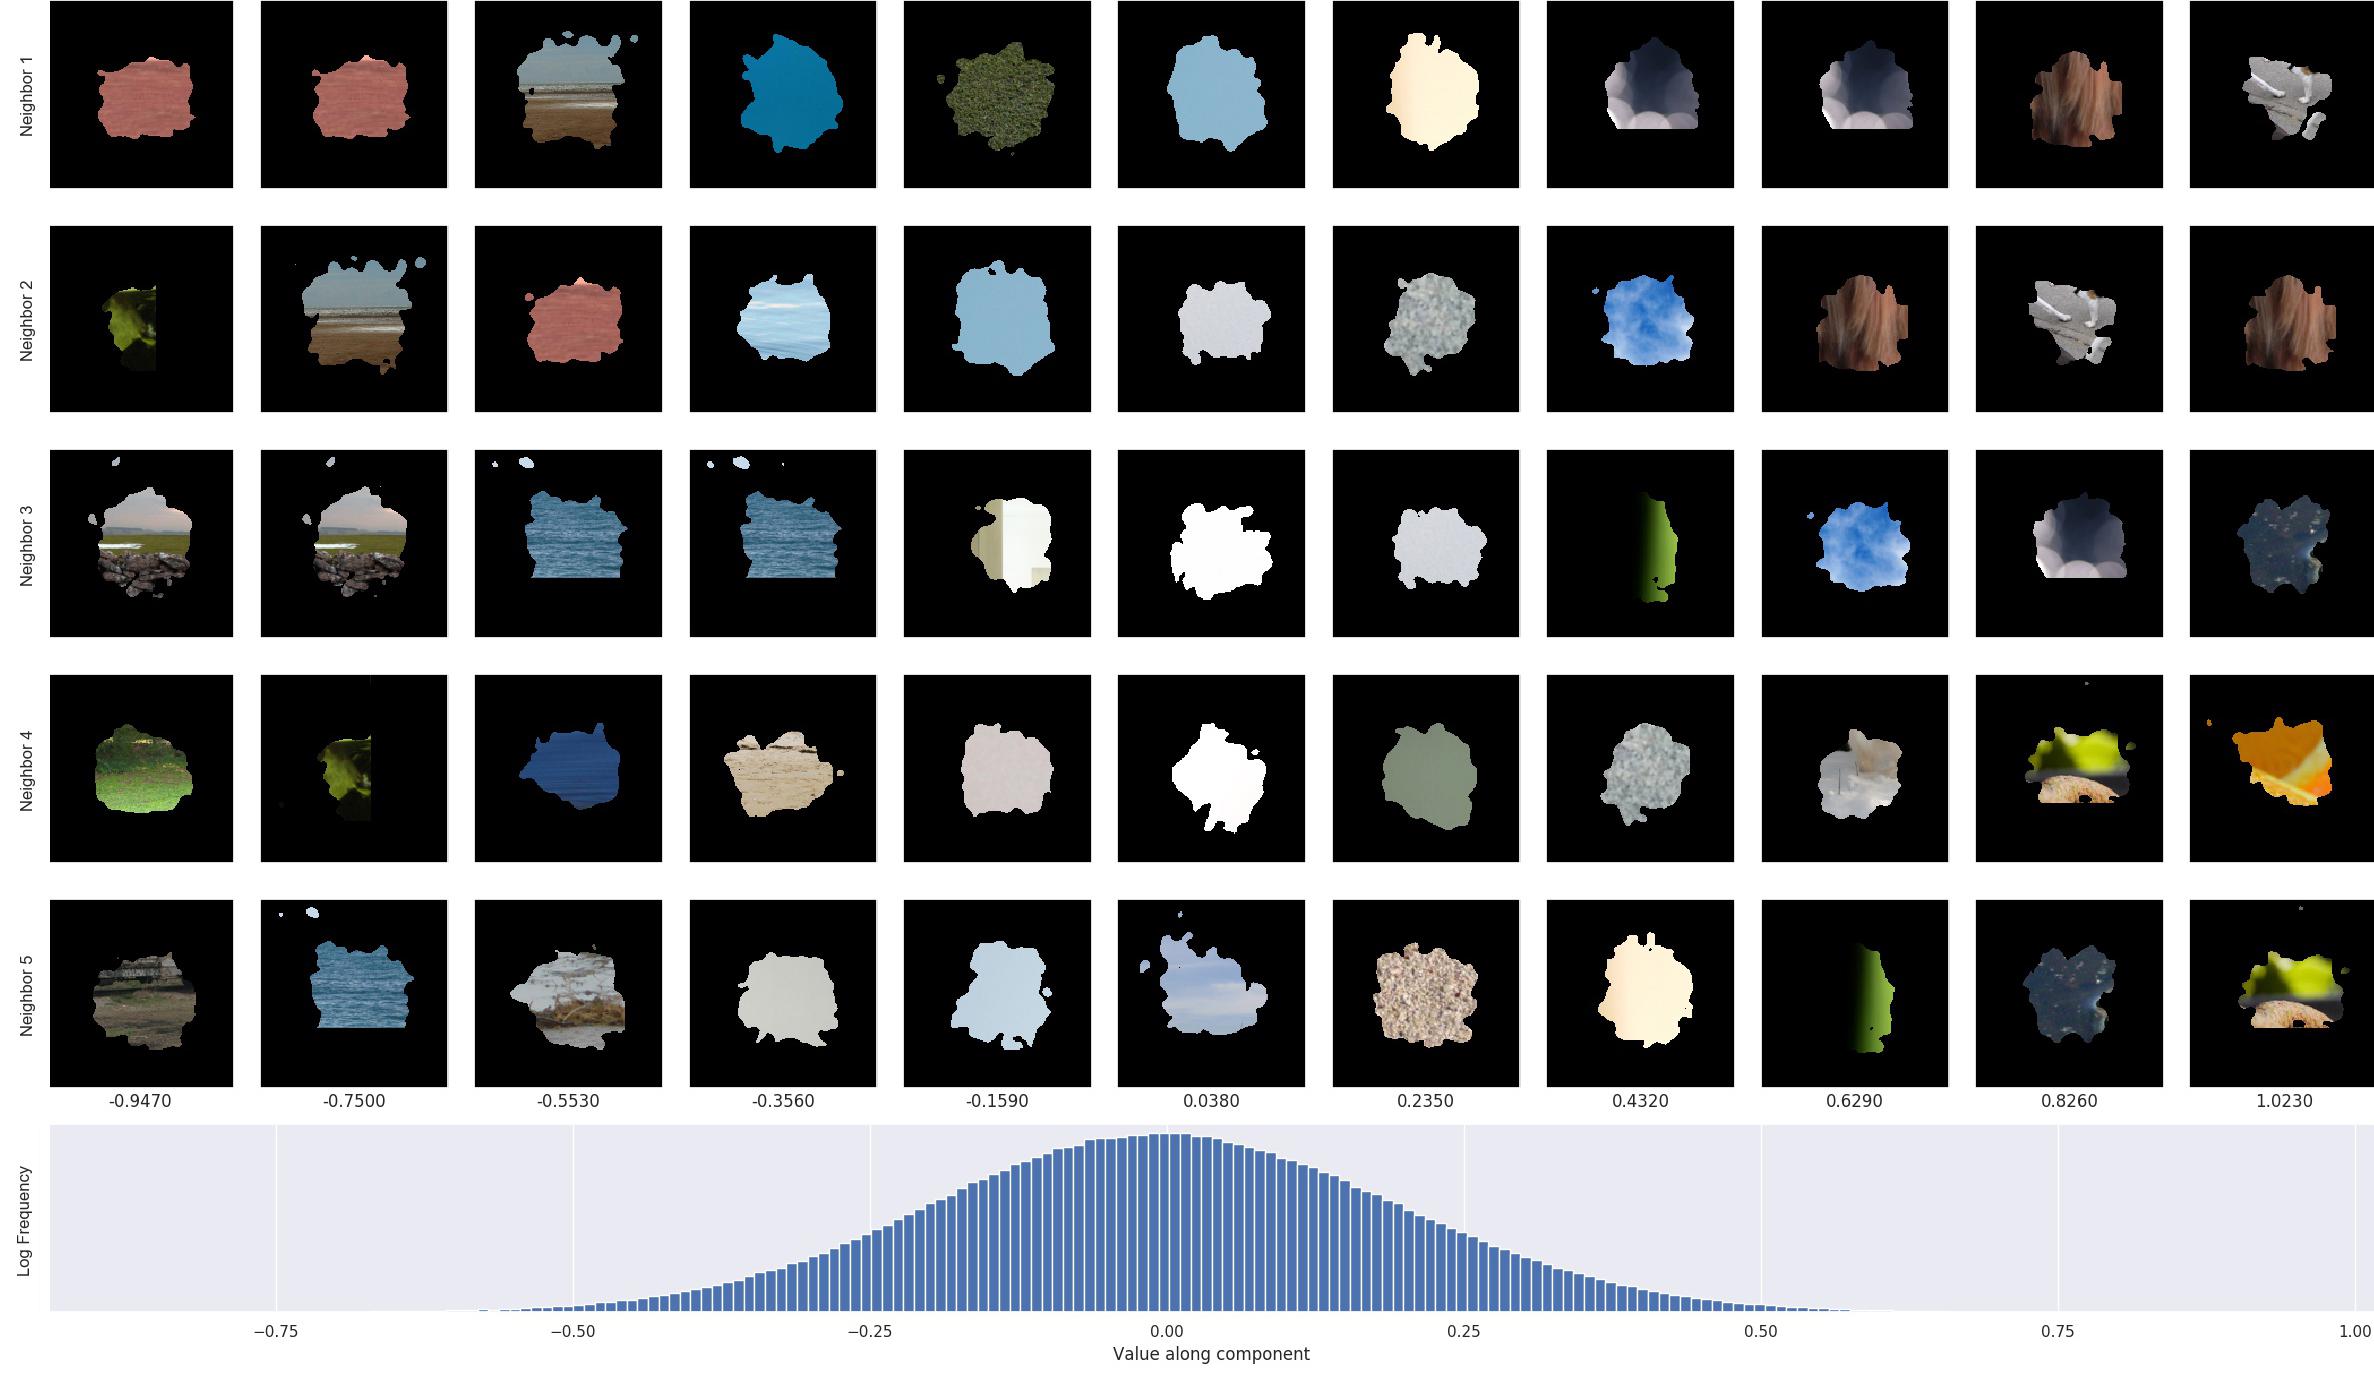 Neighbor 1
Neighbor 2
Neighbor 3
Neighbor 4
Neighbor 5
-0.9470 -0.7500 -0.5530 -0.3560 -0.1590 0.0380 0.2350 0.4320 0.6290 0.8260 1.0230
Log Frequency
−0.75 −0.50 −0.25 0.00 0.25 0.50 0.75 1.00
Value along component